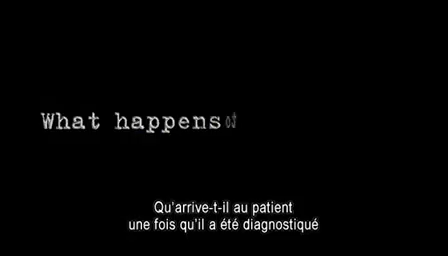 What happens
Qu'arrive-t-il au patient
une fois qu'il a été diagnostiqué